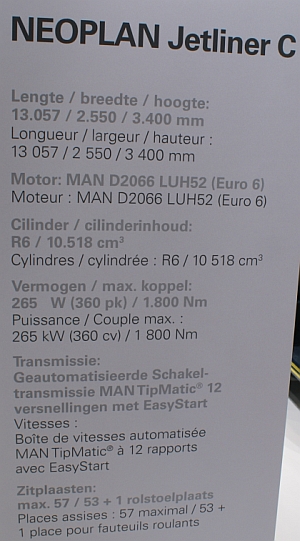 NEOPLAN Jetliner C
Lengte / breedte / hoogte:
13.057 / 2.550 / 3.400 mm
Longueur / largeur / hauteur :
13 057 / 2 550 / 3 400 mm
Motor: MAN D2066 LUH52 (Euro 6)
Moteur : MAN D2066 LUH52 (Euro 6)
Cilinder / cilinderinhoud:
R6 / 10.518 cm³
Cylindres / cylindrée : R6 / 10 518 cm³
Vermogen / max. koppel:
265 W (360 pk) / 1.800 Nm
Puissance / Couple max. :
265 kW (360 cv) / 1 800 Nm
Transmissie:
Geautomatisieerde Schakel-
transmissie MAN TipMatic® 12
versnellingen met EasyStart
Vitesses :
Boîte de vitesses automatisée
MAN TipMatic® à 12 rapports
avec EasyStart
Zitplaasten:
max. 57 / 53 + 1 rolstoelplaats
Places assises : 57 maximal / 53 +
1 place pour fauteuils roulants